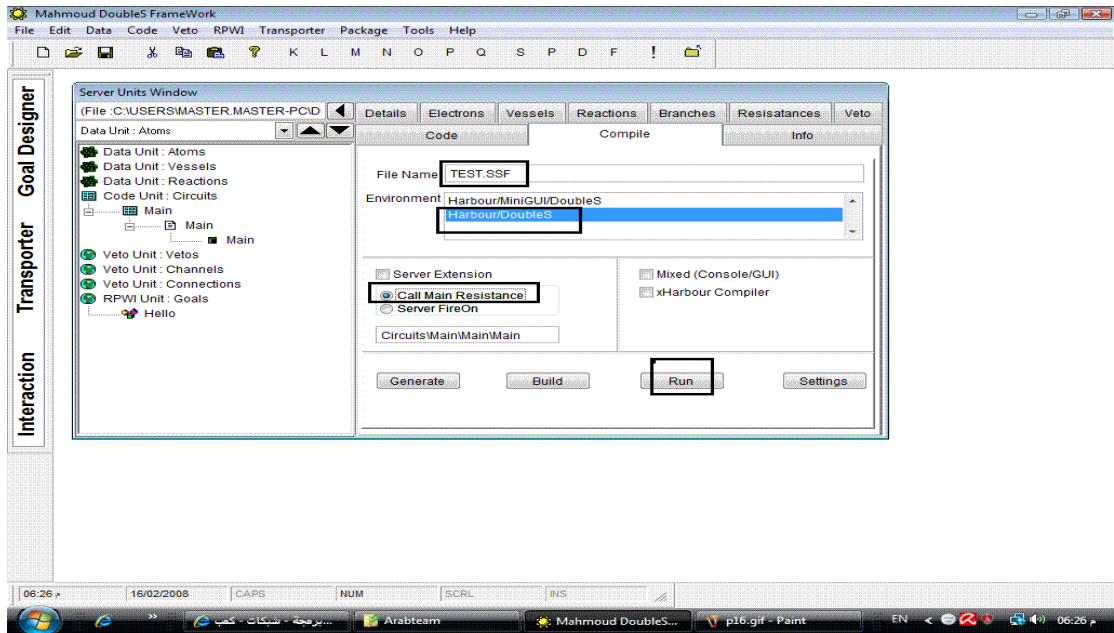 Mahmoud DoubleS FrameWork
File Edit Data Code Veto RPWI Transporter Package Tools Help
K L M N O P Q S P D F !
Goal Designer
Transporter
Interaction
Server Units Window
(File :C:\USERS\MASTER.MASTER-PC\D
Data Unit : Atoms
Data Unit : Atoms
Data Unit : Vessels
Data Unit : Reactions
Code Unit : Circuits
Main
Main
Main
Veto Unit : Vetos
Veto Unit : Channels
Veto Unit : Connections
RPWI Unit : Goals
Hello
Details Electrons Vessels Reactions Branches Resisatances Veto
Code Compile Info
File Name TEST.SSF
Environment Harbour/MiniGUI/DoubleS
Harbour/DoubleS
Server Extension
Mixed (Console/GUI)
Call Main Resistance
xHarbour Compiler
Server FireOn
Circuits\Main\Main\Main
Generate Build Run Settings
06:26 م 16/02/2008 CAPS NUM SCRL INS
» برمجة - شبكات - كمب... Arabteam Mahmoud DoubleS... p16.gif - Paint EN < 06:26 م